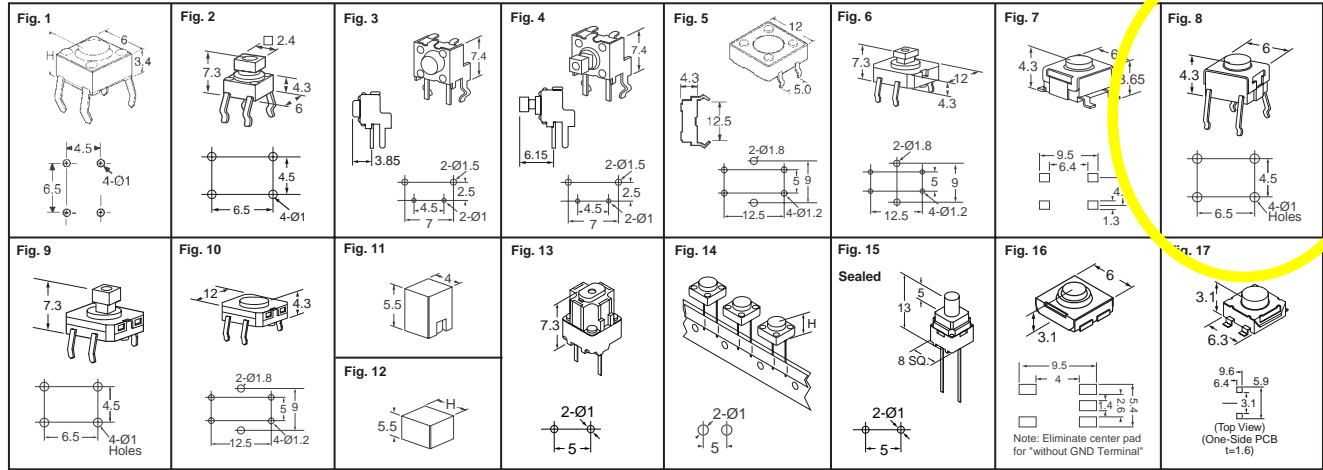 Fig. 1
H
6
3.4
4.5
6.5
4-Ø1
Fig. 2
2.4
7.3
4.3
6
4.5
6.5
4-Ø1
Fig. 3
7.4
3.85
2-Ø1.5
2.5
4.5
2-Ø1
7
Fig. 4
7.4
6.15
2-Ø1.5
2.5
4.5
2-Ø1
7
Fig. 5
12
4.3
5.0
12.5
2-Ø1.8
5
9
12.5
4-Ø1.2
Fig. 6
7.3
12
4.3
2-Ø1.8
5
9
12.5
4-Ø1.2
Fig. 7
6
4.3
3.65
9.5
6.4
1.3
Fig. 8
6
4.3
4.5
6.5
4-Ø1
Holes
Fig. 9
7.3
4.5
6.5
4-Ø1
Holes
Fig. 10
12
4.3
2-Ø1.8
5
9
12.5
4-Ø1.2
Fig. 11
4
5.5
Fig. 12
H
5.5
Fig. 13
7.3
2-Ø1
5
Fig. 14
H
2-Ø1
5
Fig. 15
Sealed
5
13
8 SQ.
2-Ø1
5
Fig. 16
6
3.1
9.5
4
1.4
2.6
5.4
Note: Eliminate center pad
for "without GND Terminal"
Fig. 17
3.1
6.3
9.6
6.4
5.9
3.1
(Top View)
(One-Side PCB
t=1.6)